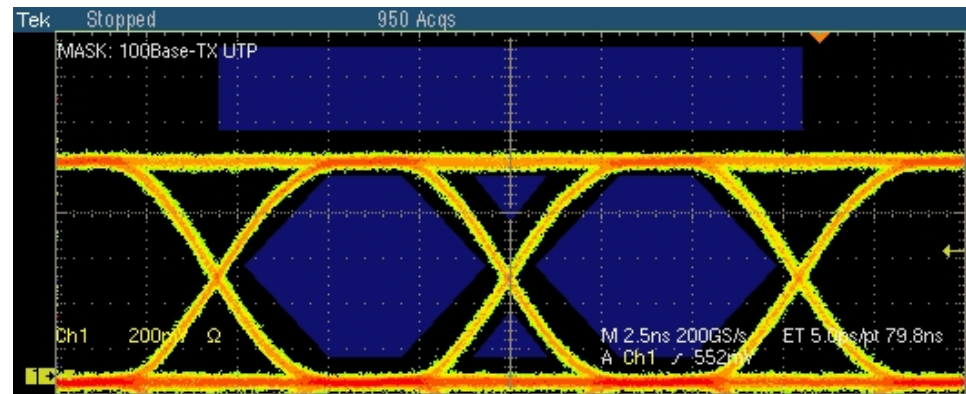 Tek Stopped 950 Acqs
MASK: 100Base-TX UTP
Ch1 200mV Ω M 2.5ns 200GS/s ET 5.0ps/pt 79.8ns
A Ch1 552mV
1